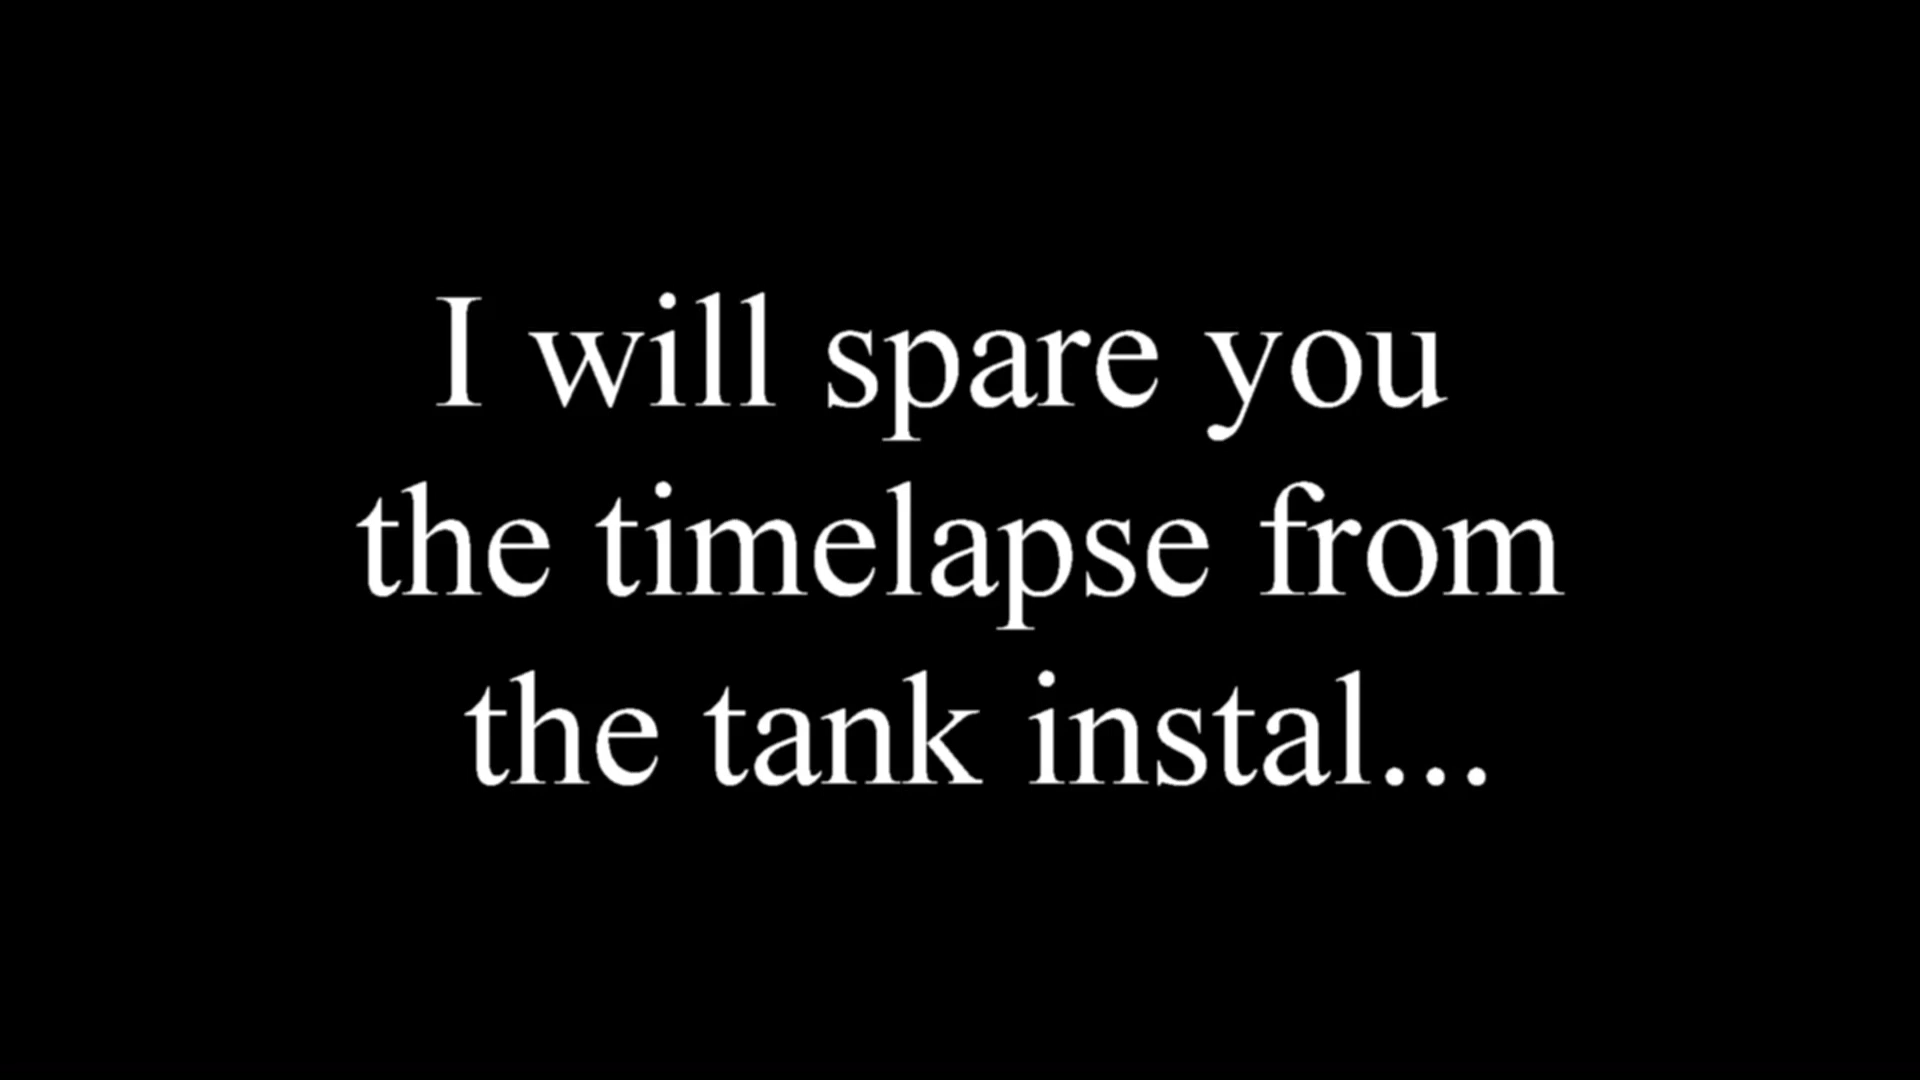 I will spare you
the timelapse from
the tank instal...